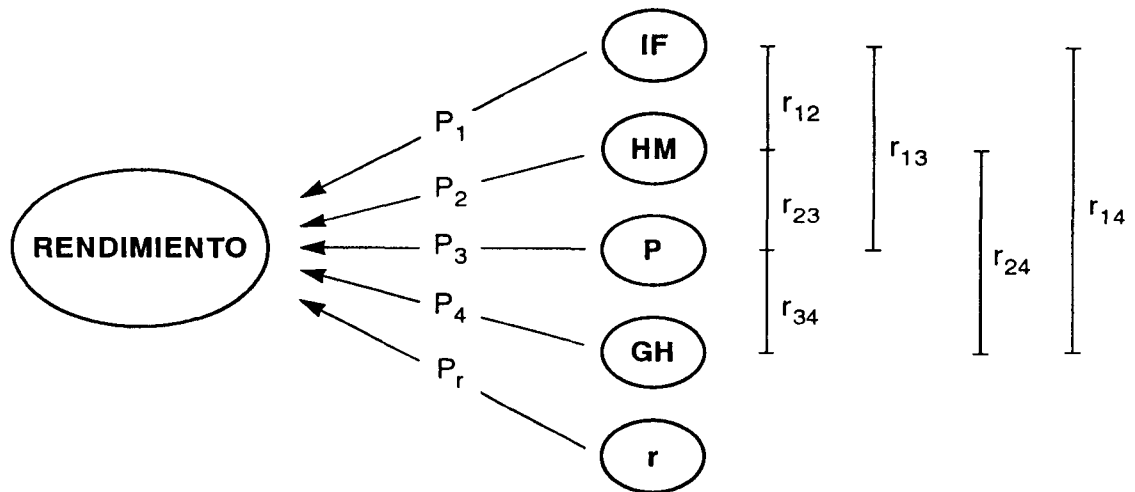 IF
P₁
r₁₂
HM
r₁₃
P₂
r₂₃
r₁₄
RENDIMIENTO
P₃
P
r₂₄
P₄
r₃₄
GH
Pᵣ
r